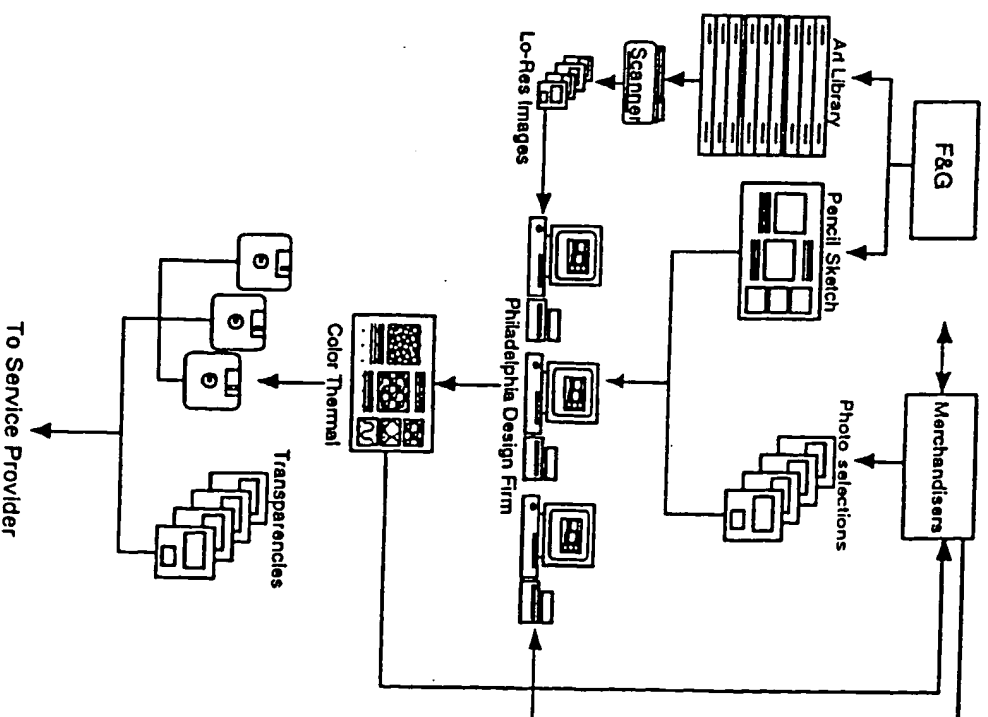 F&G
Merchandisers
Art Library
Pencil Sketch
Photo selections
Scanner
Lo-Res Images
Philadelphia Design Firm
Color Thermal
Transparencies
To Service Provider